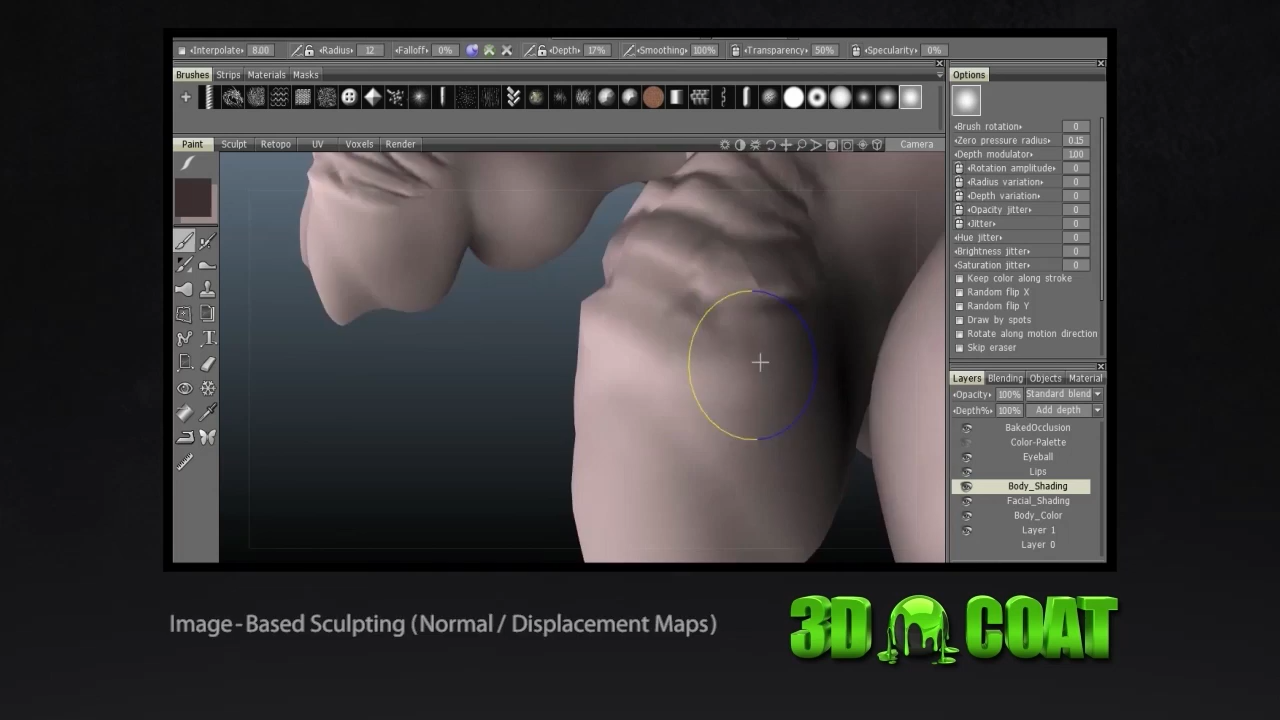 Interpolate 8.00 Radius 12 Falloff 0% Depth 17% Smoothing 100% Transparency 50% Specularity 0%
Brushes Strips Materials Masks
Options
Paint Sculpt Retopo UV Voxels Render Camera
Brush rotation 0
Zero pressure radius 0.15
Depth modulator 1.00
Rotation amplitude 0
Radius variation 0
Depth variation 0
Opacity jitter 0
Jitter 0
Hue jitter 0
Brightness jitter 0
Saturation jitter 0
Keep color along stroke
Random flip X
Random flip Y
Draw by spots
Rotate along motion direction
Skip eraser
Layers Blending Objects Material
Opacity 100% Standard blend
Depth% 100% Add depth
BakedOcclusion
Color-Palette
Eyeball
Lips
Body_Shading
Facial_Shading
Body_Color
Layer 1
Layer 0
Image-Based Sculpting (Normal / Displacement Maps)
3D COAT